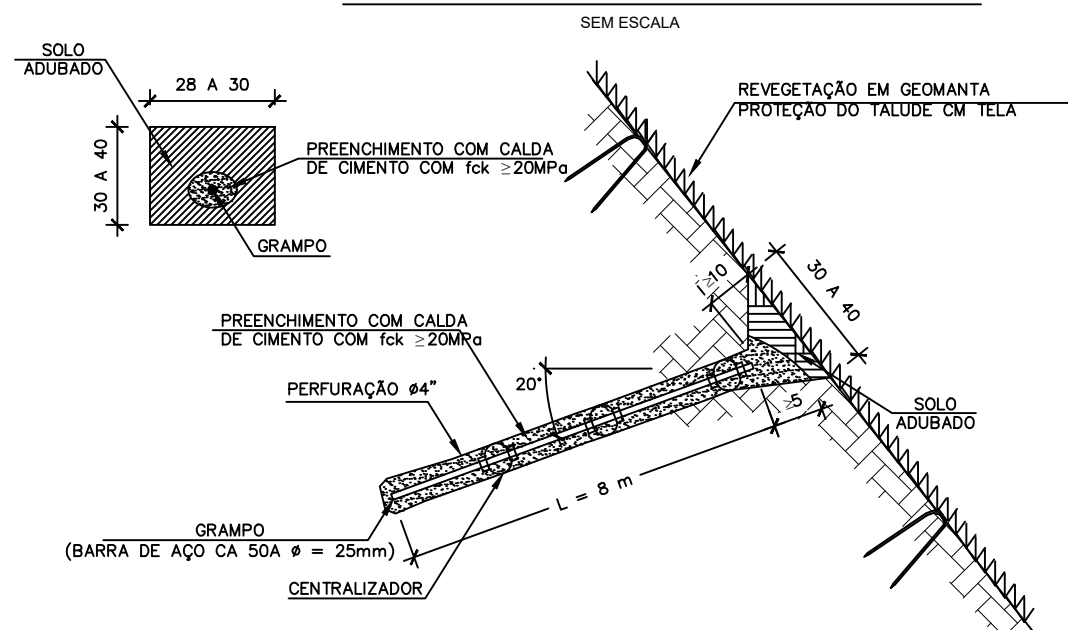 SEM ESCALA
SOLO
ADUBADO
28 A 30
30 A 40
PREENCHIMENTO COM CALDA
DE CIMENTO COM fck ≥20MPa
GRAMPO
REVEGETAÇÃO EM GEOMANTA
PROTEÇÃO DO TALUDE CM TELA
30 A 40
PREENCHIMENTO COM CALDA
DE CIMENTO COM fck ≥20MPa
PERFURAÇÃO ø4"
20°
≥5
SOLO
ADUBADO
L = 8 m
GRAMPO
(BARRA DE AÇO CA 50A ø = 25mm)
CENTRALIZADOR